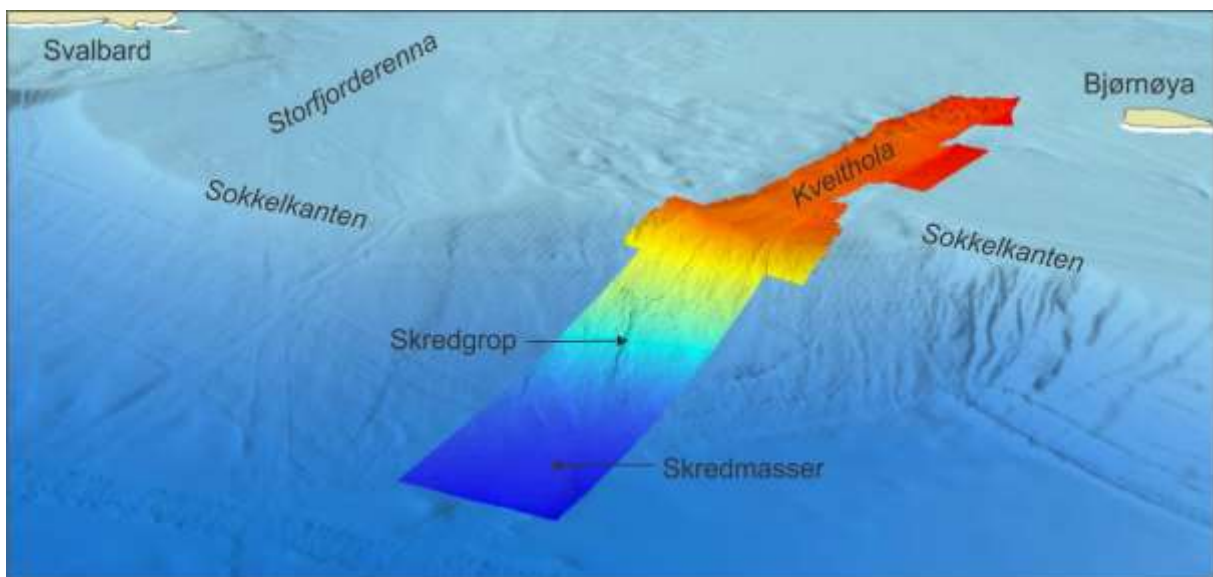 Svalbard
Storfjorderenna
Bjørnøya
Kveithola
Sokkelkanten
Sokkelkanten
Skredgrop
Skredmasser